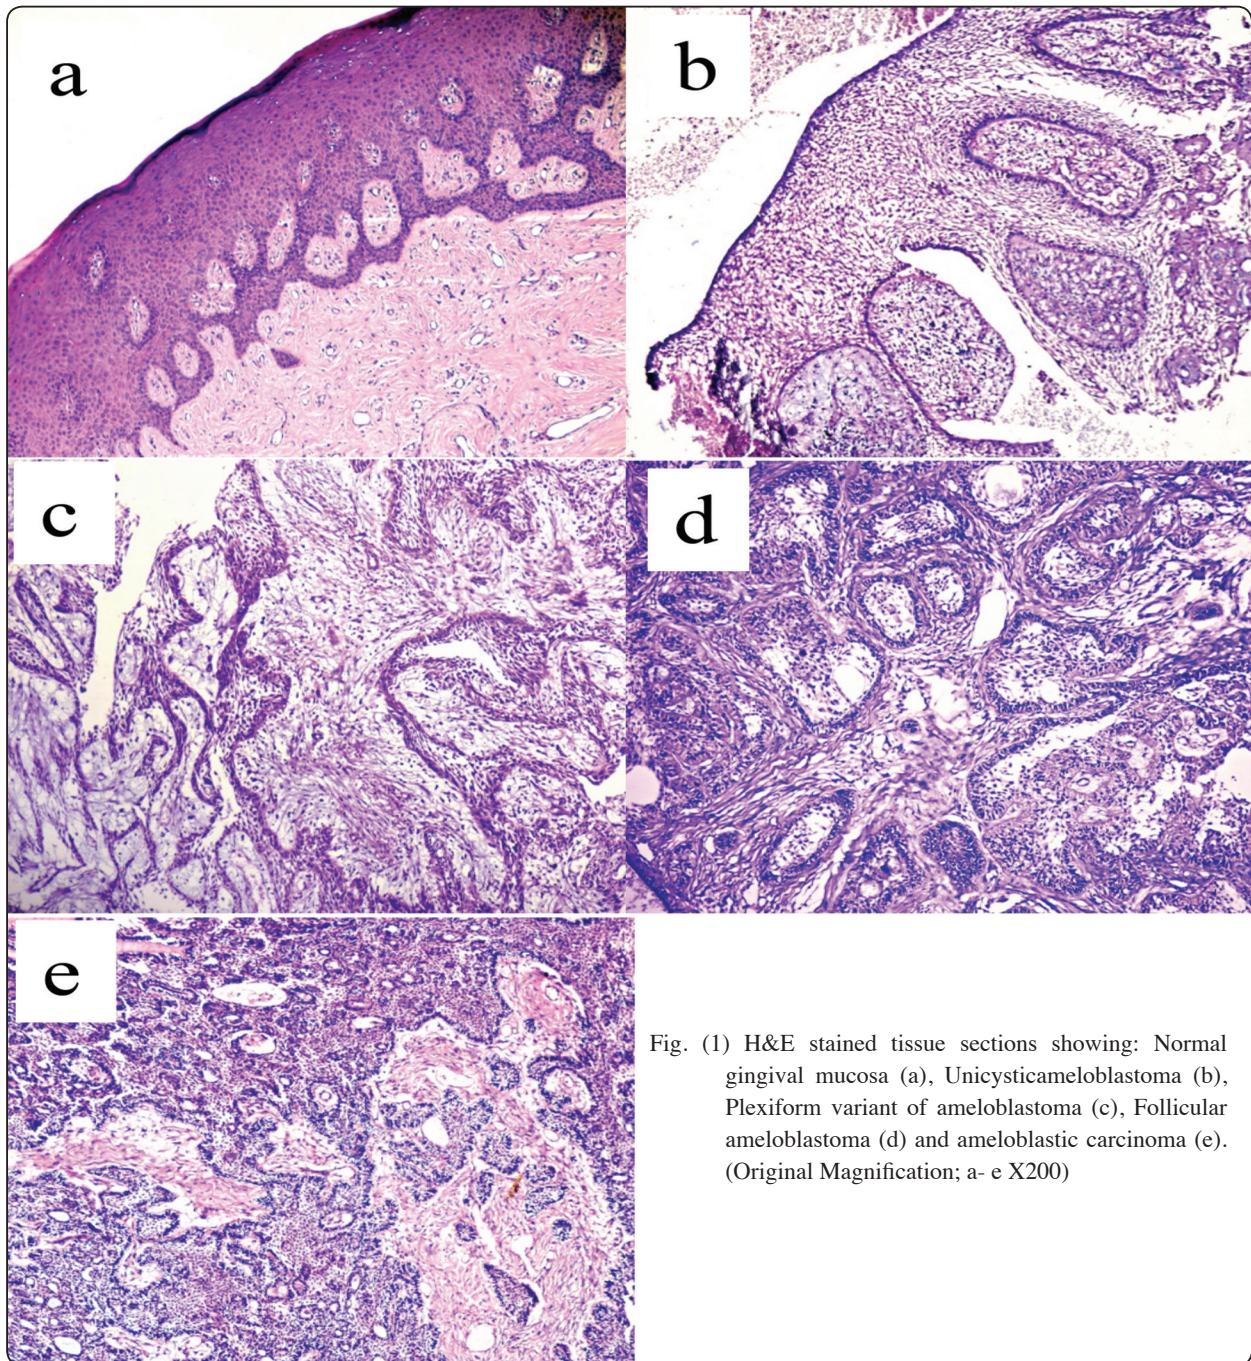 a
b
c
d
e
Fig. (1) H&E stained tissue sections showing: Normal
gingival mucosa (a), Unicysticameloblastoma (b),
Plexiform variant of ameloblastoma (c), Follicular
ameloblastoma (d) and ameloblastic carcinoma (e).
(Original Magnification; a- e X200)